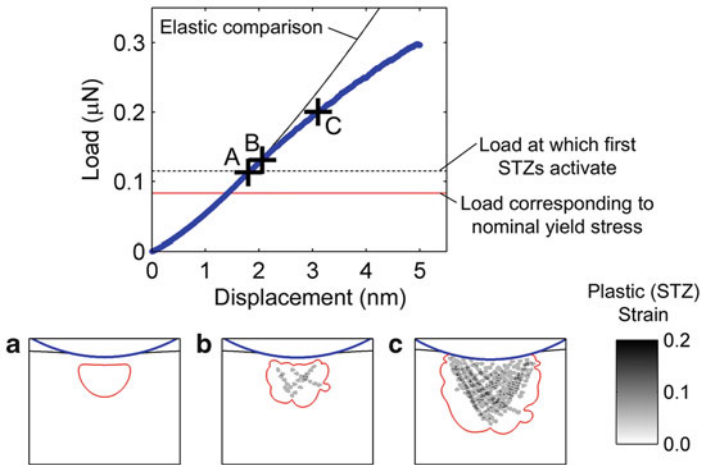 Elastic comparison
0.3
0.2
0.1
0
Load (μN)
A
B
C
Load at which first
STZs activate
Load corresponding to
nominal yield stress
0 1 2 3 4 5
Displacement (nm)
a
b
c
Plastic (STZ)
Strain
0.2
0.1
0.0